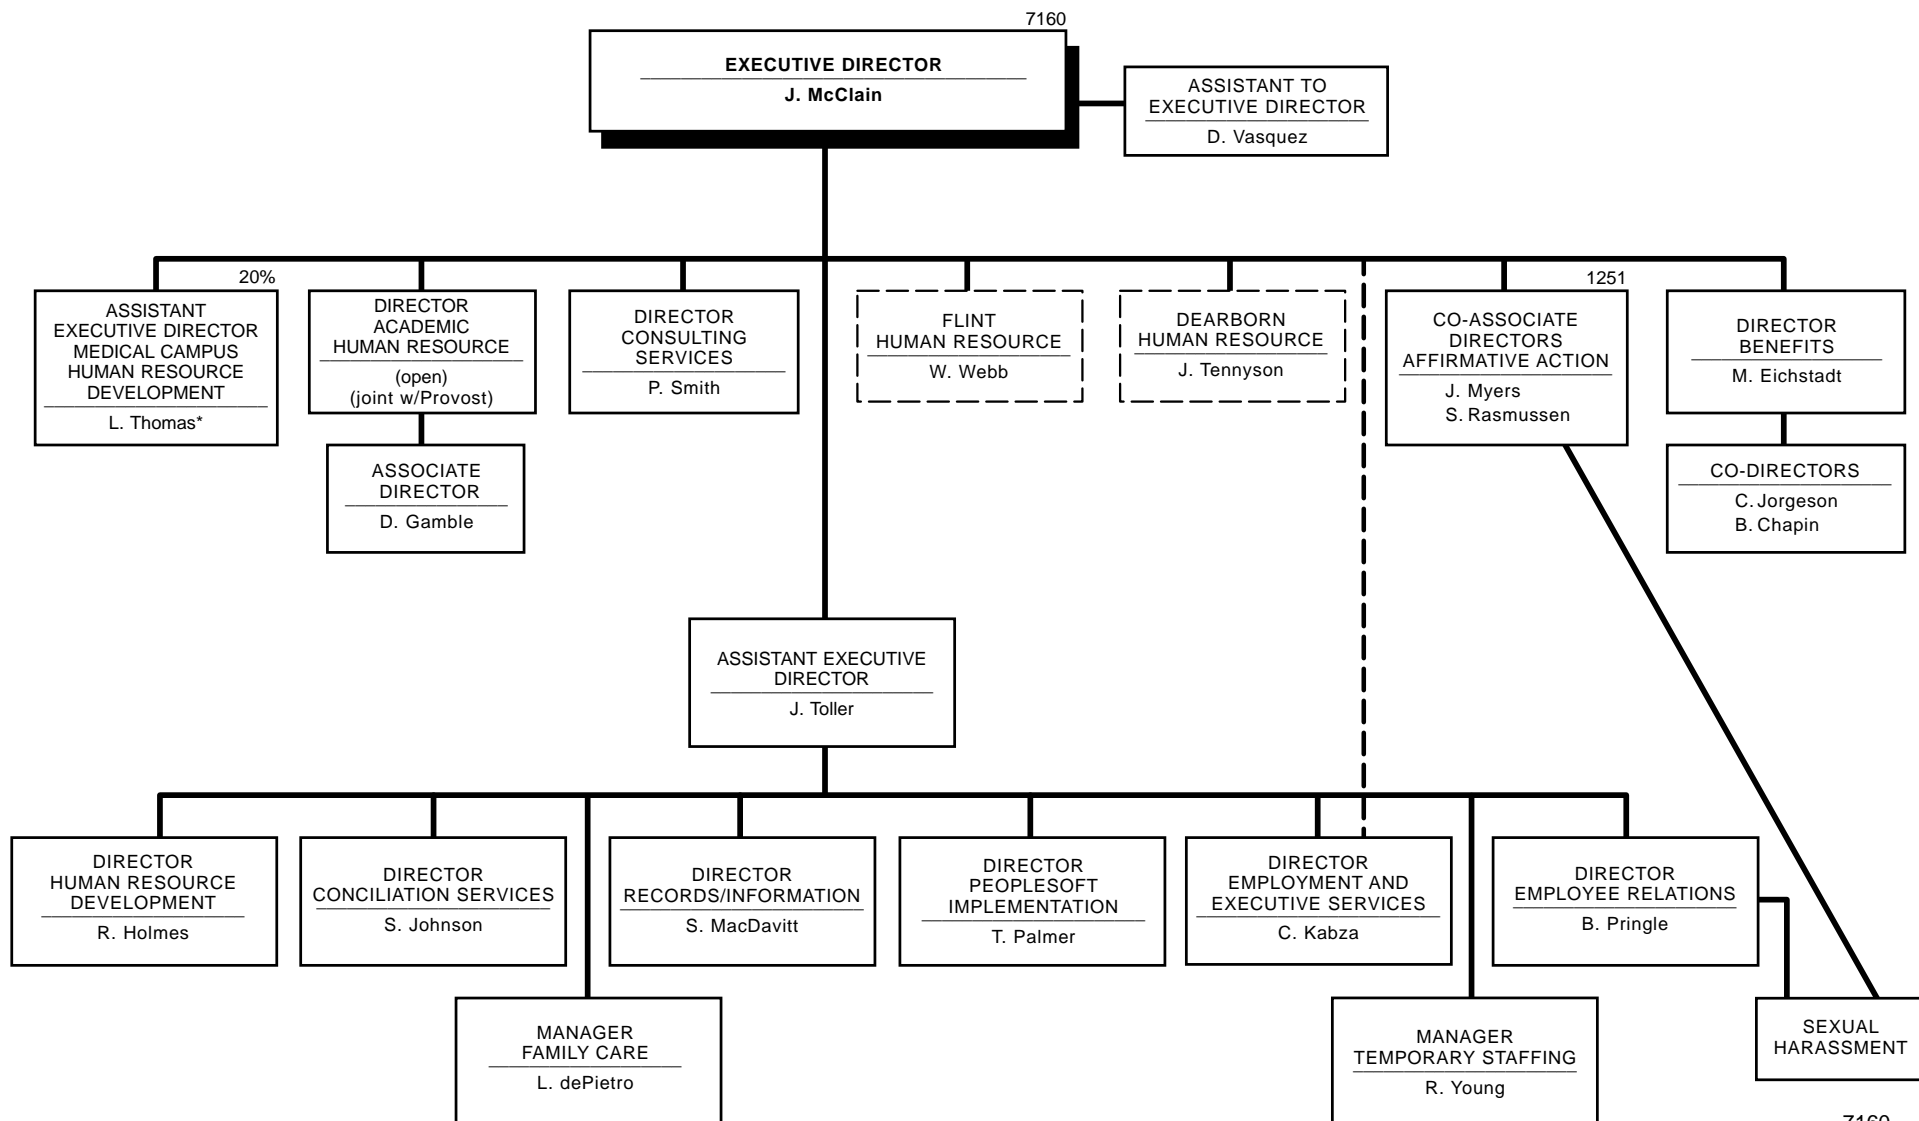 7160
EXECUTIVE DIRECTOR
J. McClain
ASSISTANT TO
EXECUTIVE DIRECTOR
D. Vasquez
20%
ASSISTANT
EXECUTIVE DIRECTOR
MEDICAL CAMPUS
HUMAN RESOURCE
DEVELOPMENT
L. Thomas*
DIRECTOR
ACADEMIC
HUMAN RESOURCE
(open)
(joint w/Provost)
ASSOCIATE
DIRECTOR
D. Gamble
DIRECTOR
CONSULTING
SERVICES
P. Smith
FLINT
HUMAN RESOURCE
W. Webb
DEARBORN
HUMAN RESOURCE
J. Tennyson
1251
CO-ASSOCIATE
DIRECTORS
AFFIRMATIVE ACTION
J. Myers
S. Rasmussen
DIRECTOR
BENEFITS
M. Eichstadt
CO-DIRECTORS
C. Jorgeson
B. Chapin
ASSISTANT EXECUTIVE
DIRECTOR
J. Toller
DIRECTOR
HUMAN RESOURCE
DEVELOPMENT
R. Holmes
DIRECTOR
CONCILIATION SERVICES
S. Johnson
DIRECTOR
RECORDS/INFORMATION
S. MacDavitt
DIRECTOR
PEOPLESOFT
IMPLEMENTATION
T. Palmer
DIRECTOR
EMPLOYMENT AND
EXECUTIVE SERVICES
C. Kabza
DIRECTOR
EMPLOYEE RELATIONS
B. Pringle
MANAGER
FAMILY CARE
L. dePietro
MANAGER
TEMPORARY STAFFING
R. Young
SEXUAL
HARASSMENT
7160